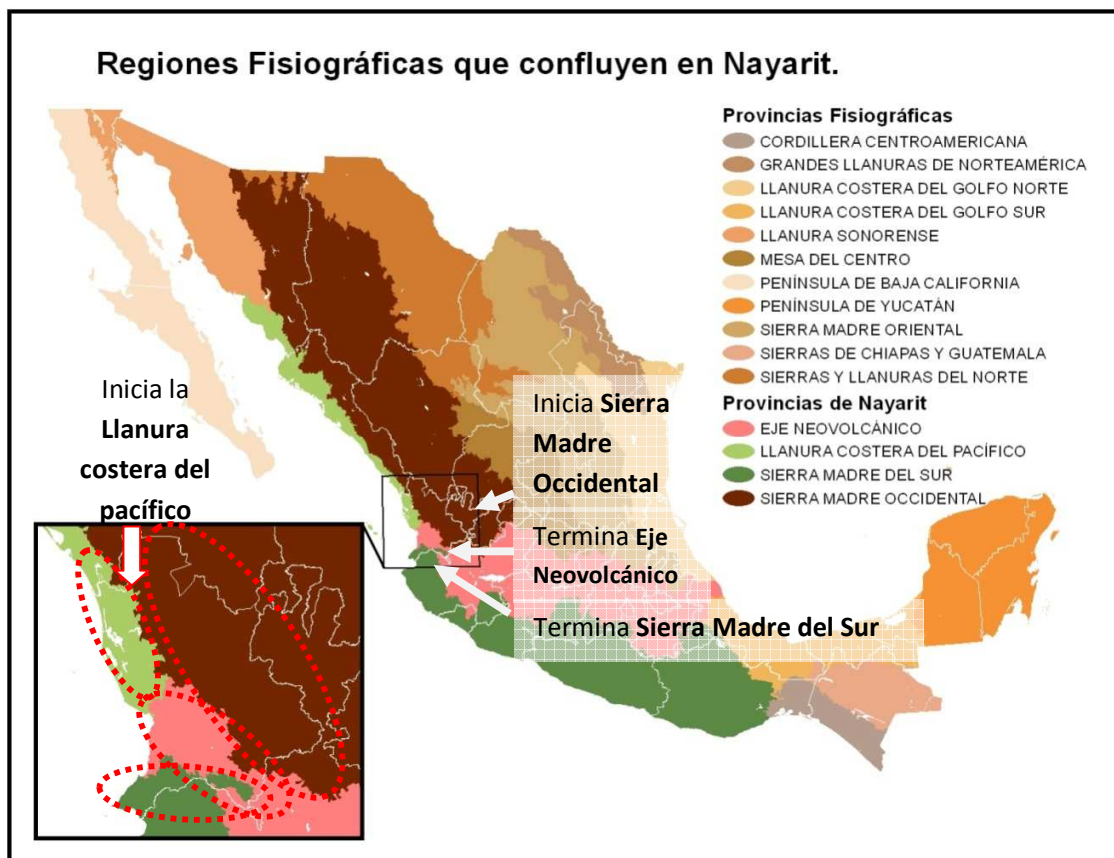 Regiones Fisiográficas que confluyen en Nayarit.
Provincias Fisiográficas
CORDILLERA CENTROAMERICANA
GRANDES LLANURAS DE NORTEAMÉRICA
LLANURA COSTERA DEL GOLFO NORTE
LLANURA COSTERA DEL GOLFO SUR
LLANURA SONORENSE
MESA DEL CENTRO
PENÍNSULA DE BAJA CALIFORNIA
PENÍNSULA DE YUCATÁN
SIERRA MADRE ORIENTAL
SIERRAS DE CHIAPAS Y GUATEMALA
SIERRAS Y LLANURAS DEL NORTE
Provincias de Nayarit
EJE NEOVOLCÁNICO
LLANURA COSTERA DEL PACÍFICO
SIERRA MADRE DEL SUR
SIERRA MADRE OCCIDENTAL
Inicia la
Llanura
costera del
pacífico
Inicia Sierra
Madre
Occidental
Termina Eje
Neovolcánico
Termina Sierra Madre del Sur